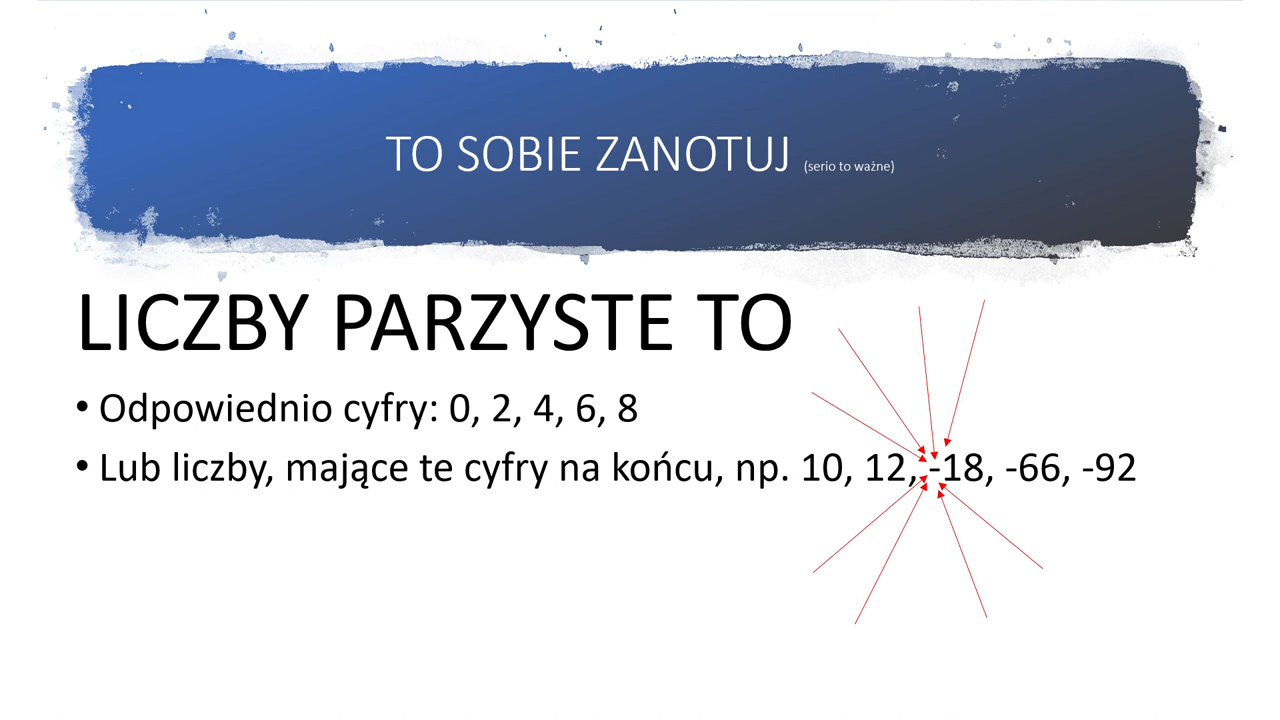 TO SOBIE ZANOTUJ (serio to ważne)
LICZBY PARZYSTE TO
• Odpowiednio cyfry: 0, 2, 4, 6, 8
• Lub liczby, mające te cyfry na końcu, np. 10, 12, -18, -66, -92